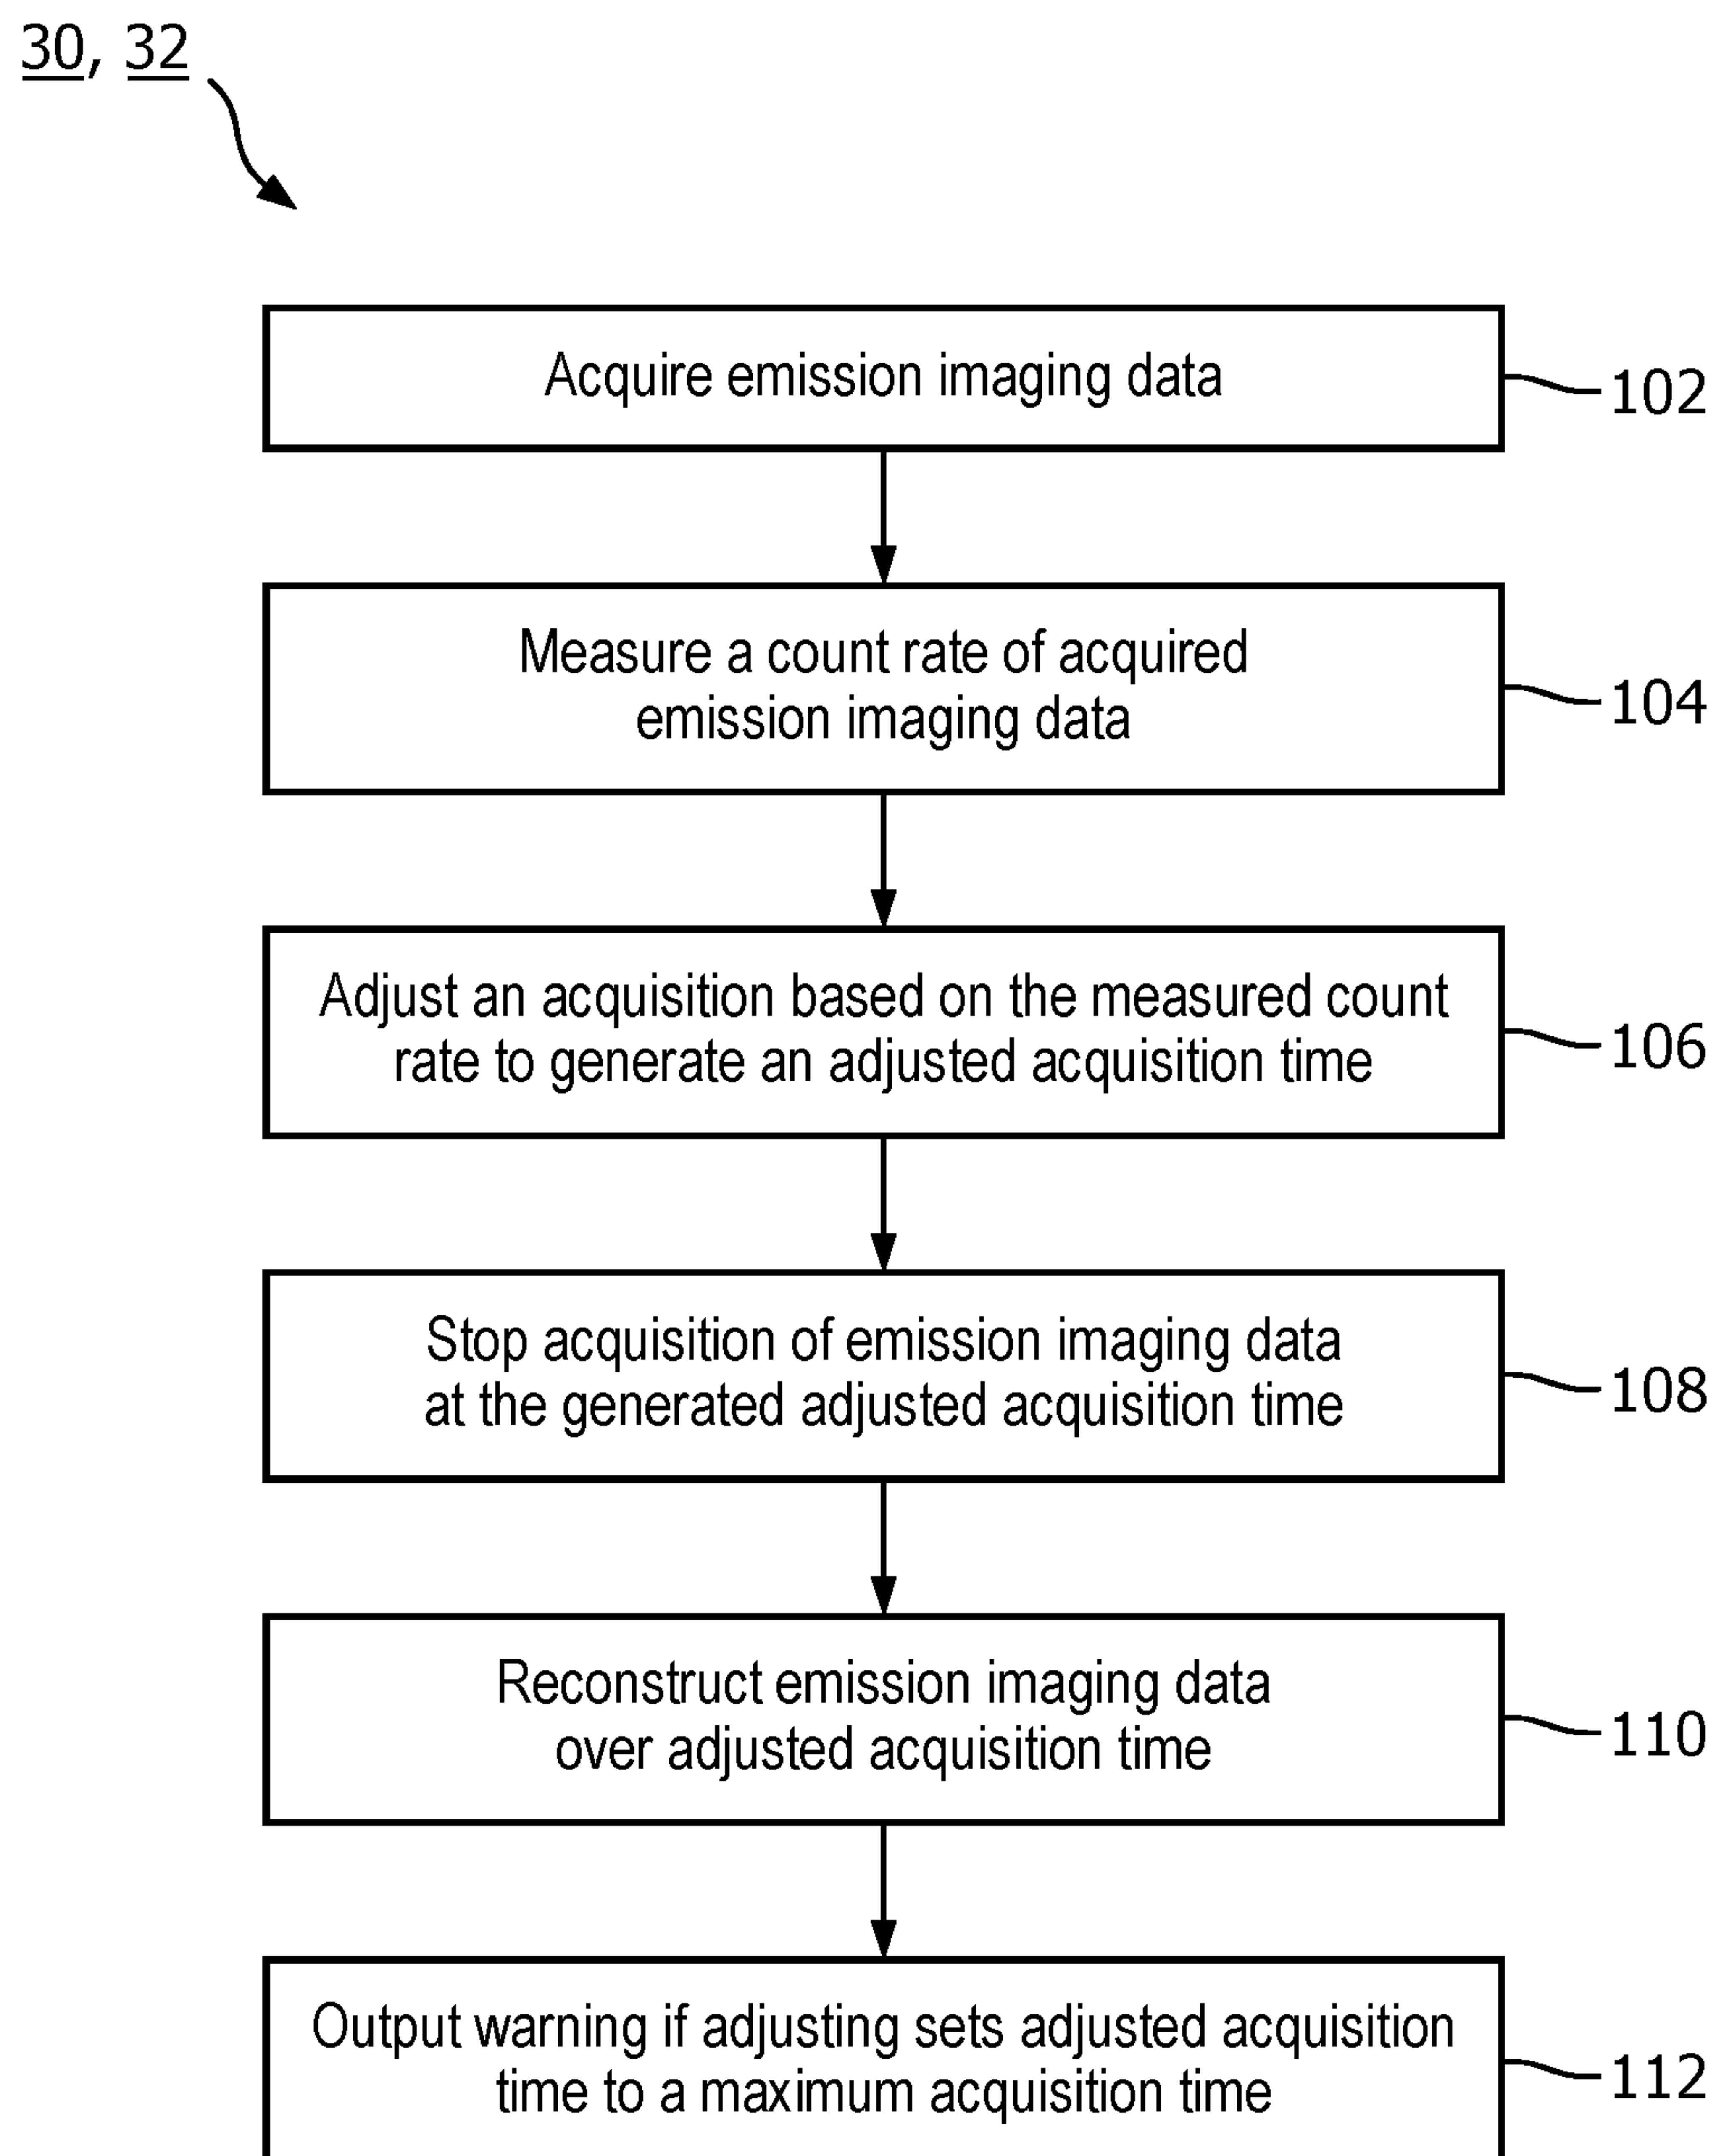 30, 32
Acquire emission imaging data
102
Measure a count rate of acquired
emission imaging data
104
Adjust an acquisition based on the measured count
rate to generate an adjusted acquisition time
106
Stop acquisition of emission imaging data
at the generated adjusted acquisition time
108
Reconstruct emission imaging data
over adjusted acquisition time
110
Output warning if adjusting sets adjusted acquisition
time to a maximum acquisition time
112